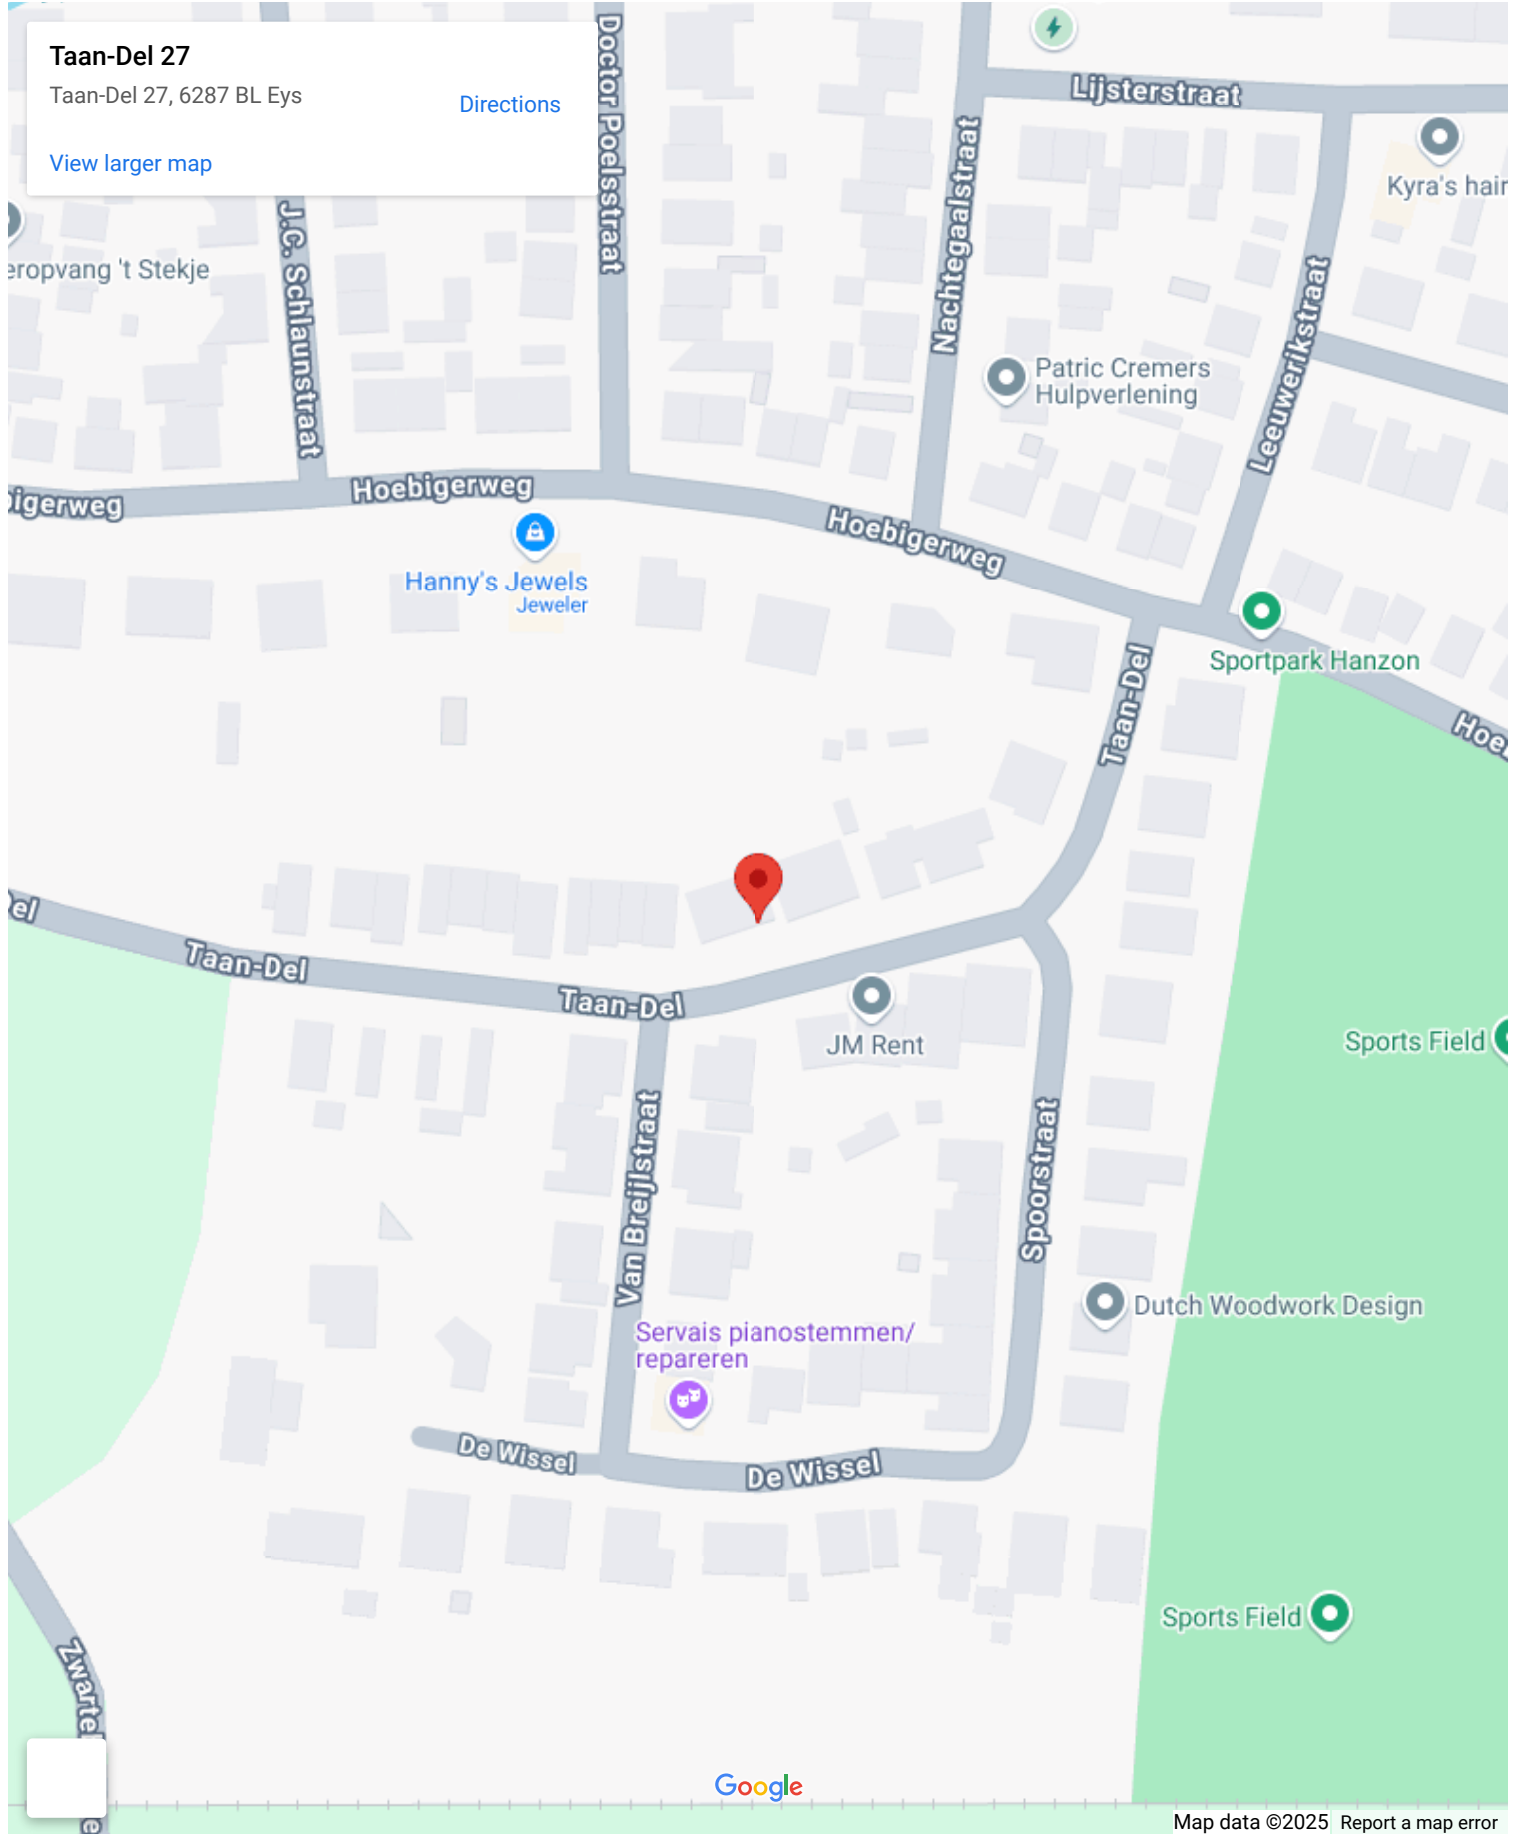 Taan-Del 27
Taan-Del 27, 6287 BL Eys
Directions
View larger map
Doctor Poelsstraat
Lijsterstraat
Nachtegaalstraat
Kyra's hair
J.C. Schlaunstraat
eropvang 't Stekje
Leeuwerikstraat
Patric Cremers
Hulpverlening
bigerweg
Hoebigerweg
Hoebigerweg
Hanny's Jewels
Jeweler
Sportpark Hanzon
Taan-Del
Hoe
Del
Taan-Del
Taan-Del
JM Rent
Sports Field
Van Breijlstraat
Spoorstraat
Dutch Woodwork Design
Servais pianostemmen/
repareren
De Wissel
De Wissel
Sports Field
Zwarte
e
Google
Map data ©2025
Report a map error